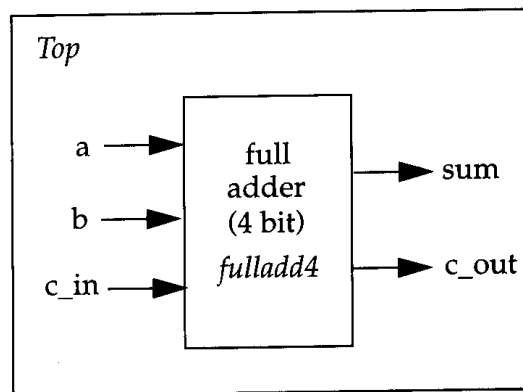 Top
a
b
c_in
full
adder
(4 bit)
fulladd4
sum
c_out